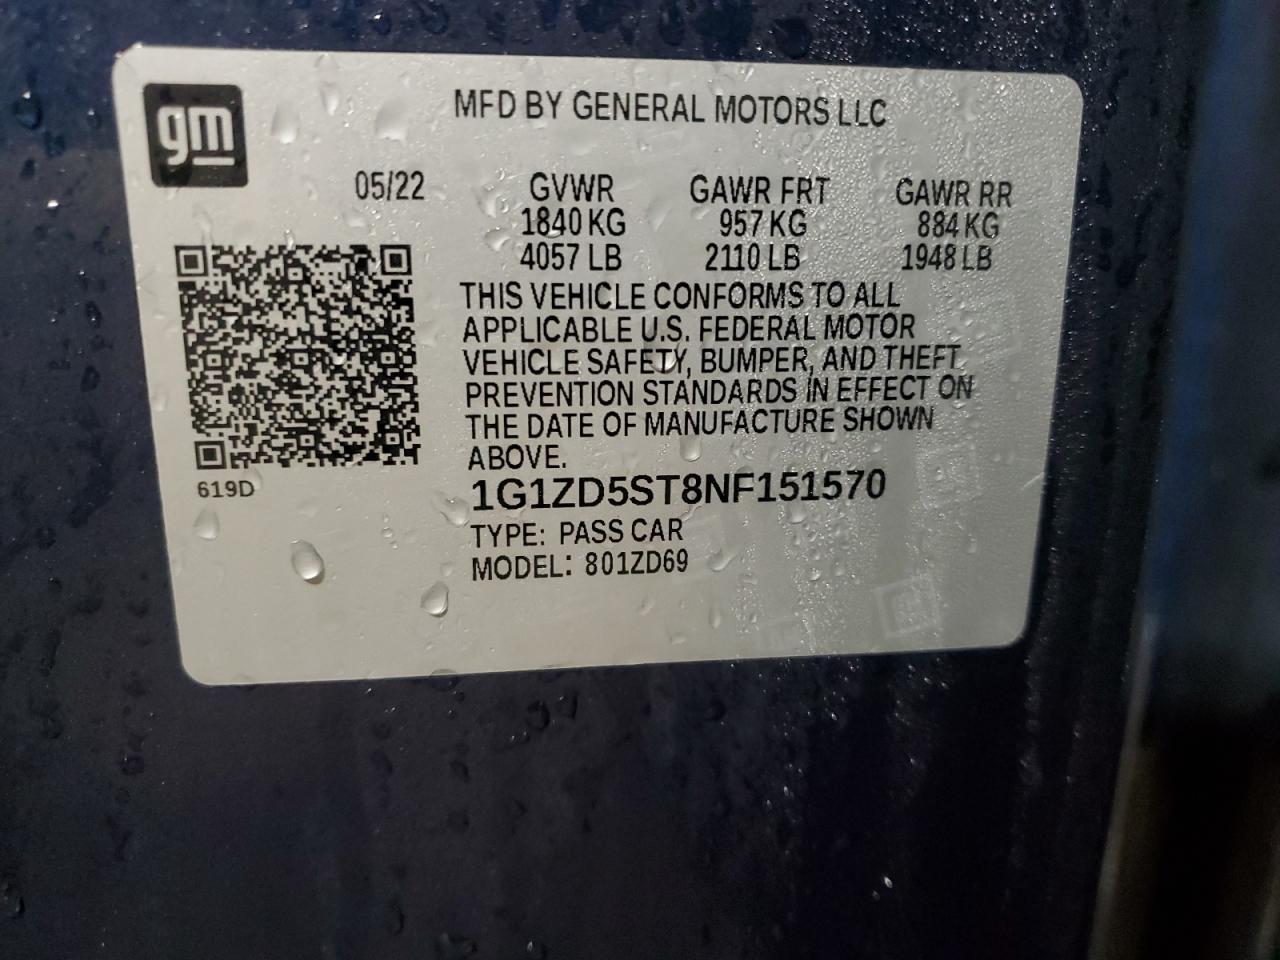 gm
MFD BY GENERAL MOTORS LLC
05/22 GVWR GAWR FRT GAWR RR
1840 KG 957 KG 884 KG
4057 LB 2110 LB 1948 LB
THIS VEHICLE CONFORMS TO ALL
APPLICABLE U.S. FEDERAL MOTOR
VEHICLE SAFETY, BUMPER, AND THEFT
PREVENTION STANDARDS IN EFFECT ON
THE DATE OF MANUFACTURE SHOWN
ABOVE.
619D
1G1ZD5ST8NF151570
TYPE: PASS CAR
MODEL: 801ZD69